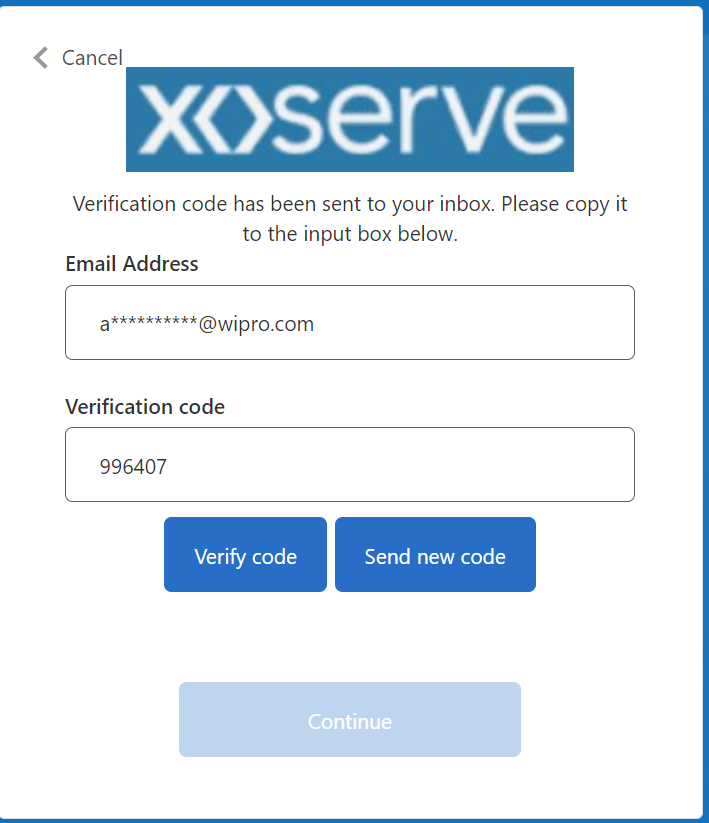 Cancel
xoserve
Verification code has been sent to your inbox. Please copy it
to the input box below.
Email Address
a**********@wipro.com
Verification code
996407
Verify code
Send new code
Continue